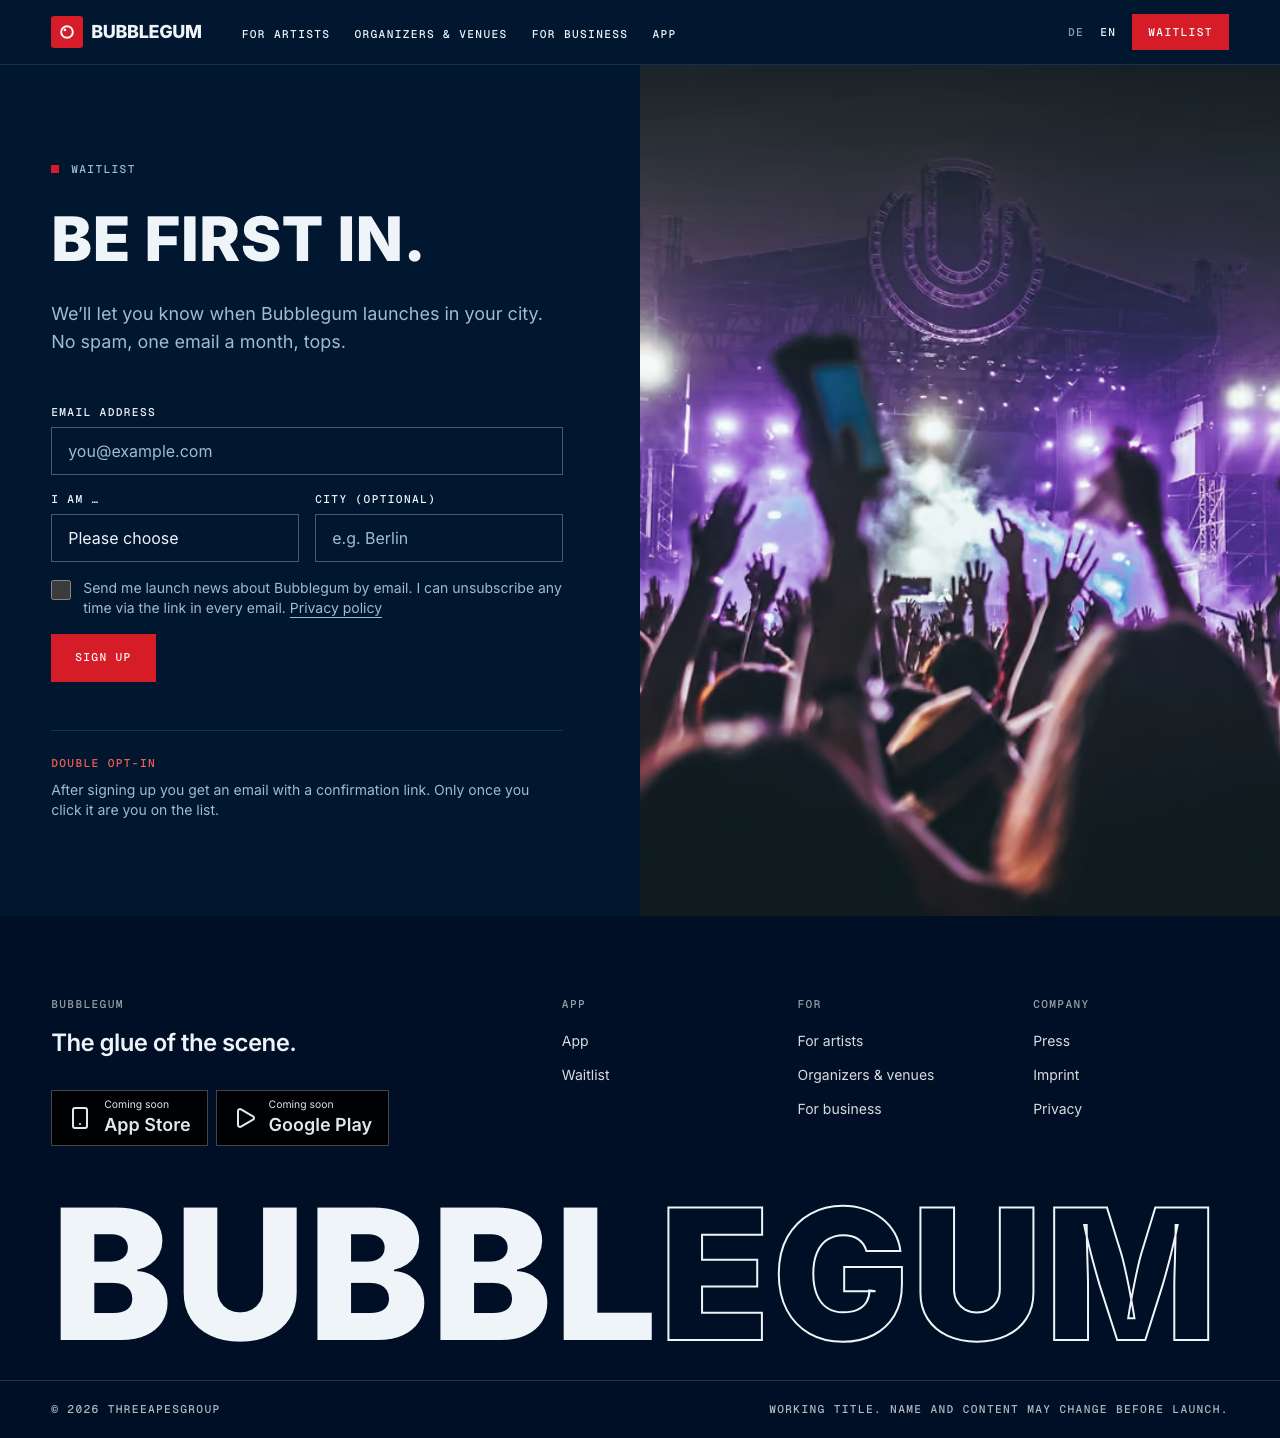 BUBBLEGUM
FOR ARTISTS
ORGANIZERS & VENUES
FOR BUSINESS
APP
DE
EN
WAITLIST
WAITLIST
BE FIRST IN.
We’ll let you know when Bubblegum launches in your city.
No spam, one email a month, tops.
EMAIL ADDRESS
you@example.com
I AM …
CITY (OPTIONAL)
Please choose
e.g. Berlin
Send me launch news about Bubblegum by email. I can unsubscribe any
time via the link in every email. Privacy policy
SIGN UP
DOUBLE OPT-IN
After signing up you get an email with a confirmation link. Only once you
click it are you on the list.
BUBBLEGUM
The glue of the scene.
Coming soon
App Store
Coming soon
Google Play
APP
App
Waitlist
FOR
For artists
Organizers & venues
For business
COMPANY
Press
Imprint
Privacy
BUBBLEGUM
© 2026 THREEAPESGROUP
WORKING TITLE. NAME AND CONTENT MAY CHANGE BEFORE LAUNCH.